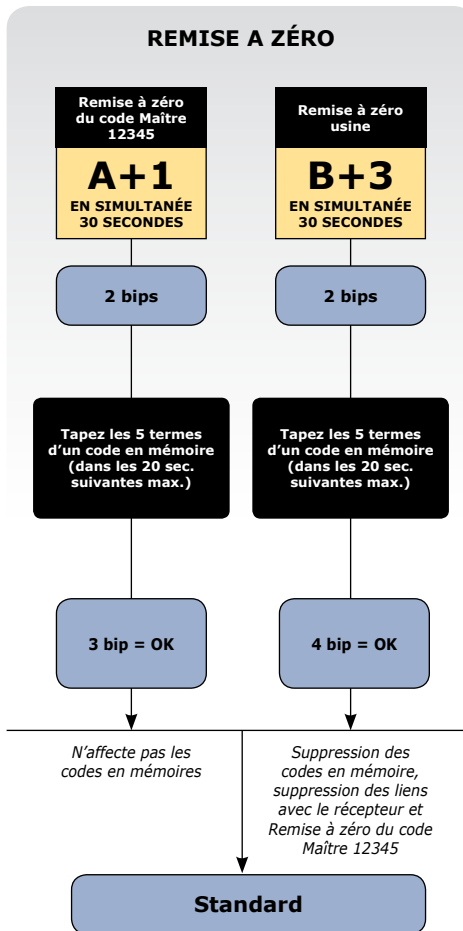 REMISE A ZÉRO
Remise à zéro
du code Maître
12345
A+1
EN SIMULTANÉE
30 SECONDES
2 bips
Tapez les 5 termes
d’un code en mémoire
(dans les 20 sec.
suivantes max.)
3 bip = OK
N’affecte pas les
codes en mémoires
Remise à zéro
usine
B+3
EN SIMULTANÉE
30 SECONDES
2 bips
Tapez les 5 termes
d’un code en mémoire
(dans les 20 sec.
suivantes max.)
4 bip = OK
Suppression des
codes en mémoire,
suppression des liens
avec le récepteur et
Remise à zéro du code
Maître 12345
Standard